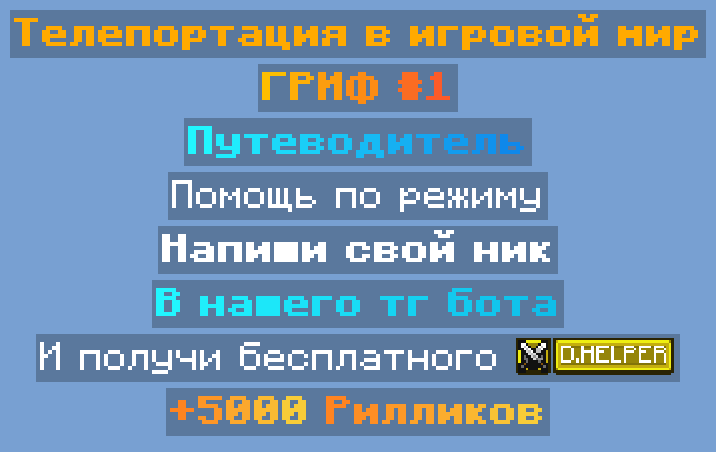 Телепортация в игровой мир
ГРИФ #1
Путеводитель
Помощь по режиму
Напиши свой ник
В нашего тг бота
И получи бесплатного D.HELPER
+5000 Рилликов